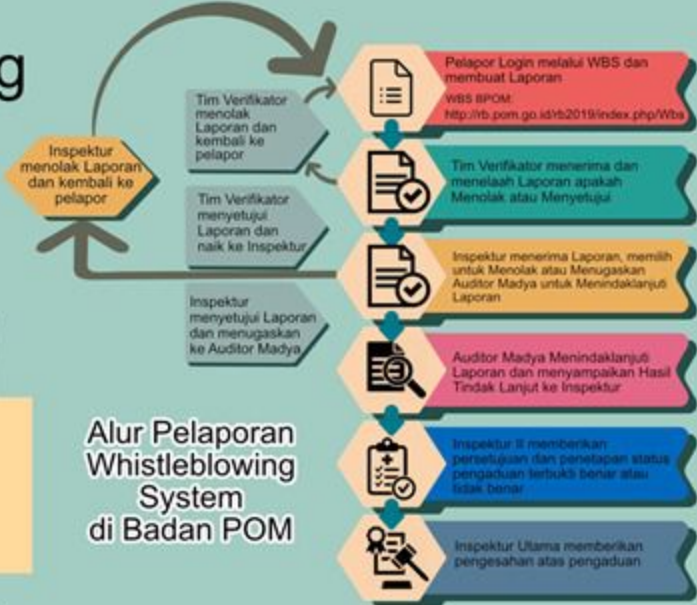 g
Pelapor Login melalui WBS dan
membuat Laporan
WBS BPOM:
http://rb.pom.go.id/rb2019/index.php/Wbs
Tim Verifikator
menolak
Laporan dan
kembali ke
pelapor
Inspektur
menolak Laporan
dan kembali ke
pelapor
Tim Verifikator menerima dan
menelaah Laporan apakah
Menolak atau Menyetujui
Tim Verifikator
menyetujui
Laporan dan
naik ke Inspektur
Inspektur menerima Laporan, memilih
untuk Menolak atau Menugaskan
Auditor Madya untuk Menindaklanjuti
Laporan
Inspektur
menyetujui Laporan
dan menugaskan
ke Auditor Madya
Auditor Madya Menindaklanjuti
Laporan dan menyampaikan Hasil
Tindak Lanjut ke Inspektur
Alur Pelaporan
Whistleblowing
System
di Badan POM
Inspektur II memberikan
persetujuan dan penetapan status
pengaduan terbukti benar atau
tidak benar
Inspektur Utama memberikan
pengesahan atas pengaduan